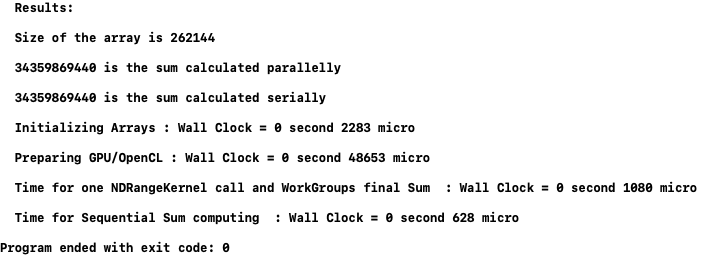 Results:
Size of the array is 262144
34359869440 is the sum calculated parallelly
34359869440 is the sum calculated serially
Initializing Arrays : Wall Clock = 0 second 2283 micro
Preparing GPU/OpenCL : Wall Clock = 0 second 48653 micro
Time for one NDRangeKernel call and WorkGroups final Sum  : Wall Clock = 0 second 1080 micro
Time for Sequential Sum computing  : Wall Clock = 0 second 628 micro
Program ended with exit code: 0